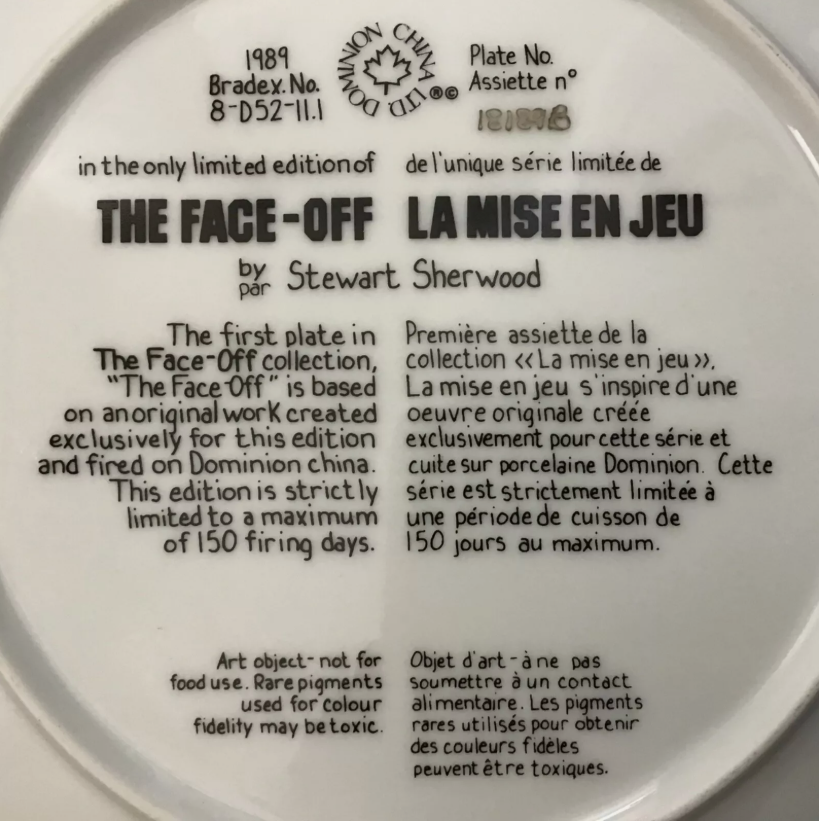 1989
Bradex. No.
8-D52-11.1
DOMINION CHINA LTD. ®©
Plate No.
Assiette nº
in the only limited edition of
THE FACE-OFF
de l'unique série limitée de
LA MISE EN JEU
by
par
Stewart Sherwood
The first plate in
The Face-Off collection,
"The Face-Off" is based
on an original work created
exclusively for this edition
and fired on Dominion china.
This edition is strictly
limited to a maximum
of 150 firing days.
Première assiette de la
collection «La mise en jeu».
La mise en jeu s'inspire d'une
oeuvre originale créée
exclusivement pour cette série et
cuite sur porcelaine Dominion. Cette
série est strictement limitée à
une période de cuisson de
150 jours au maximum.
Art object- not for
food use. Rare pigments
used for colour
fidelity may be toxic.
Objet d'art - à ne pas
soumettre à un contact
alimentaire. Les pigments
rares utilisés pour obtenir
des couleurs fidèles
peuvent être toxiques.